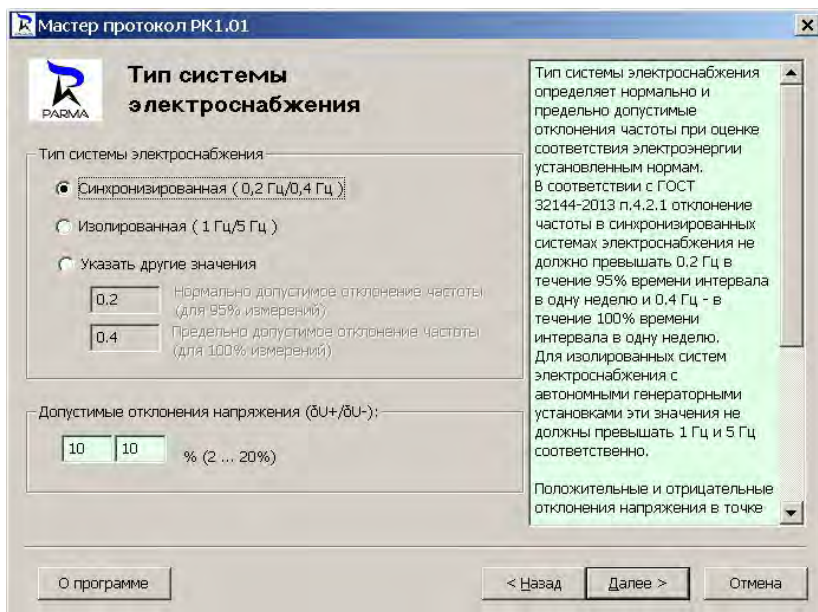 Мастер протокол РК1.01
PARMA
Тип системы
электроснабжения
Тип системы электроснабжения
Синхронизированная ( 0,2 Гц/0,4 Гц )
Изолированная ( 1 Гц/5 Гц )
Указать другие значения
0.2
Нормально допустимое отклонение частоты
(для 95% измерений)
0.4
Предельно допустимое отклонение частоты
(для 100% измерений)
Допустимые отклонения напряжения (δU+/δU-):
10 10 % (2 ... 20%)
Тип системы электроснабжения
определяет нормально и
предельно допустимые
отклонения частоты при оценке
соответствия электроэнергии
установленным нормам.
В соответствии с ГОСТ
32144-2013 п.4.2.1 отклонение
частоты в синхронизированных
системах электроснабжения не
должно превышать 0.2 Гц в
течение 95% времени интервала
в одну неделю и 0.4 Гц - в
течение 100% времени
интервала в одну неделю.
Для изолированных систем
электроснабжения с
автономными генераторными
установками эти значения не
должны превышать 1 Гц и 5 Гц
соответственно.
Положительные и отрицательные
отклонения напряжения в точке
О программе
< Назад
Далее >
Отмена